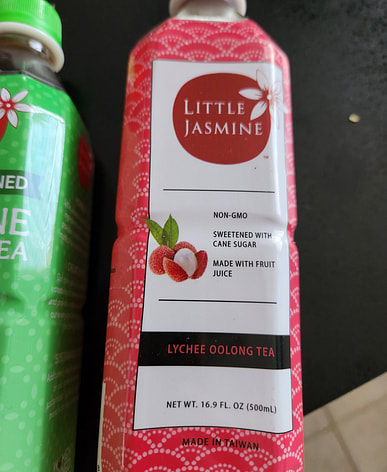 LITTLE
JASMINE
NON-GMO
SWEETENED WITH
CANE SUGAR
MADE WITH FRUIT
JUICE
LYCHEE OOLONG TEA
NET WT. 16.9 FL. OZ (500mL)
MADE IN TAIWAN
NED
NE
EA